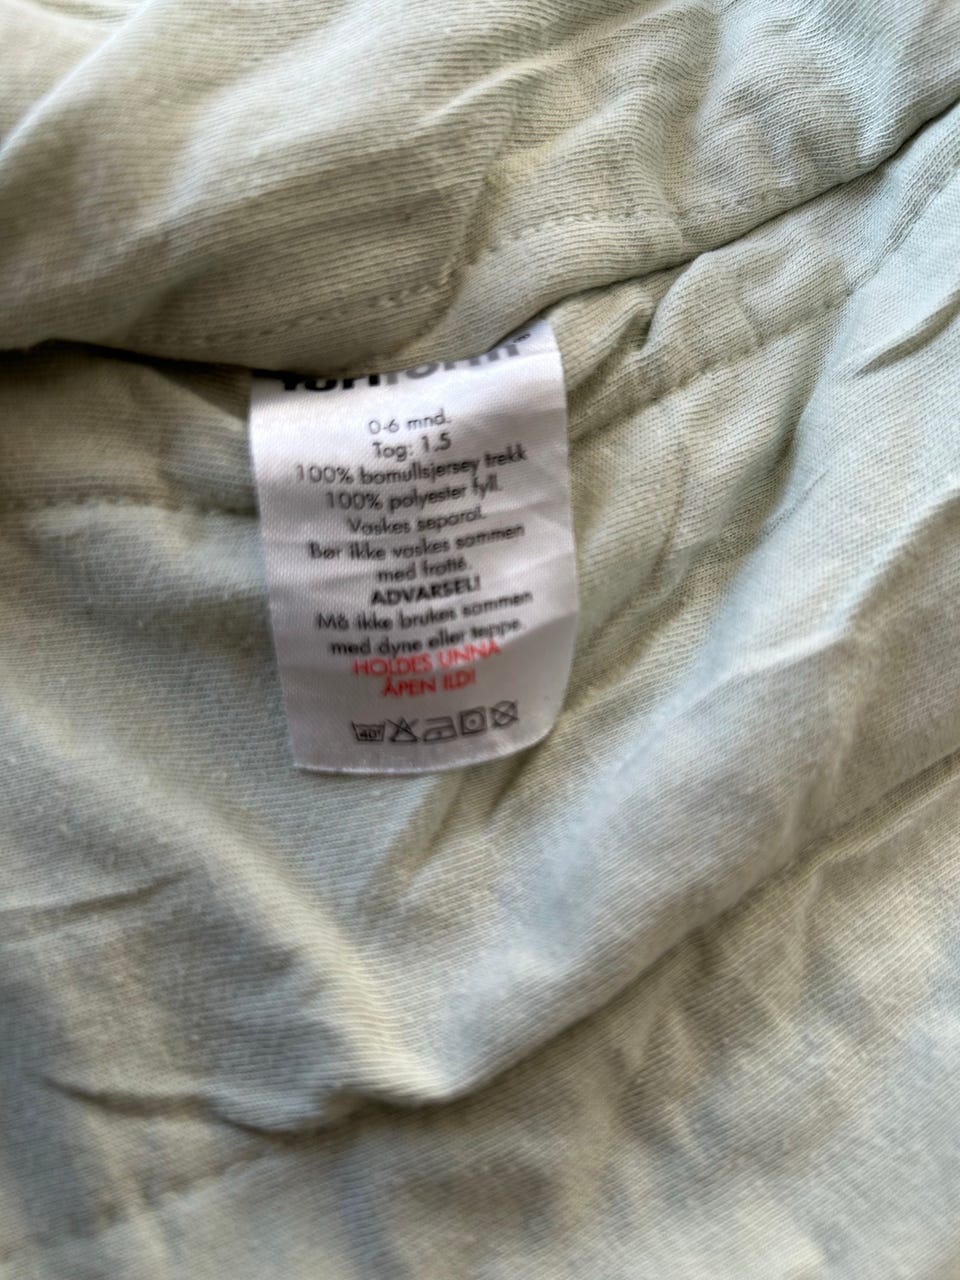 0-6 mnd.
Tog: 1.5
100% bomullsjersey trekk
100% polyester fyll.
Vaskes separat.
Bør ikke vaskes sammen
med frotté.
ADVARSEL!
Må ikke brukes sammen
med dyne eller teppe.
HOLDES UNNA
ÅPEN ILD!
40°